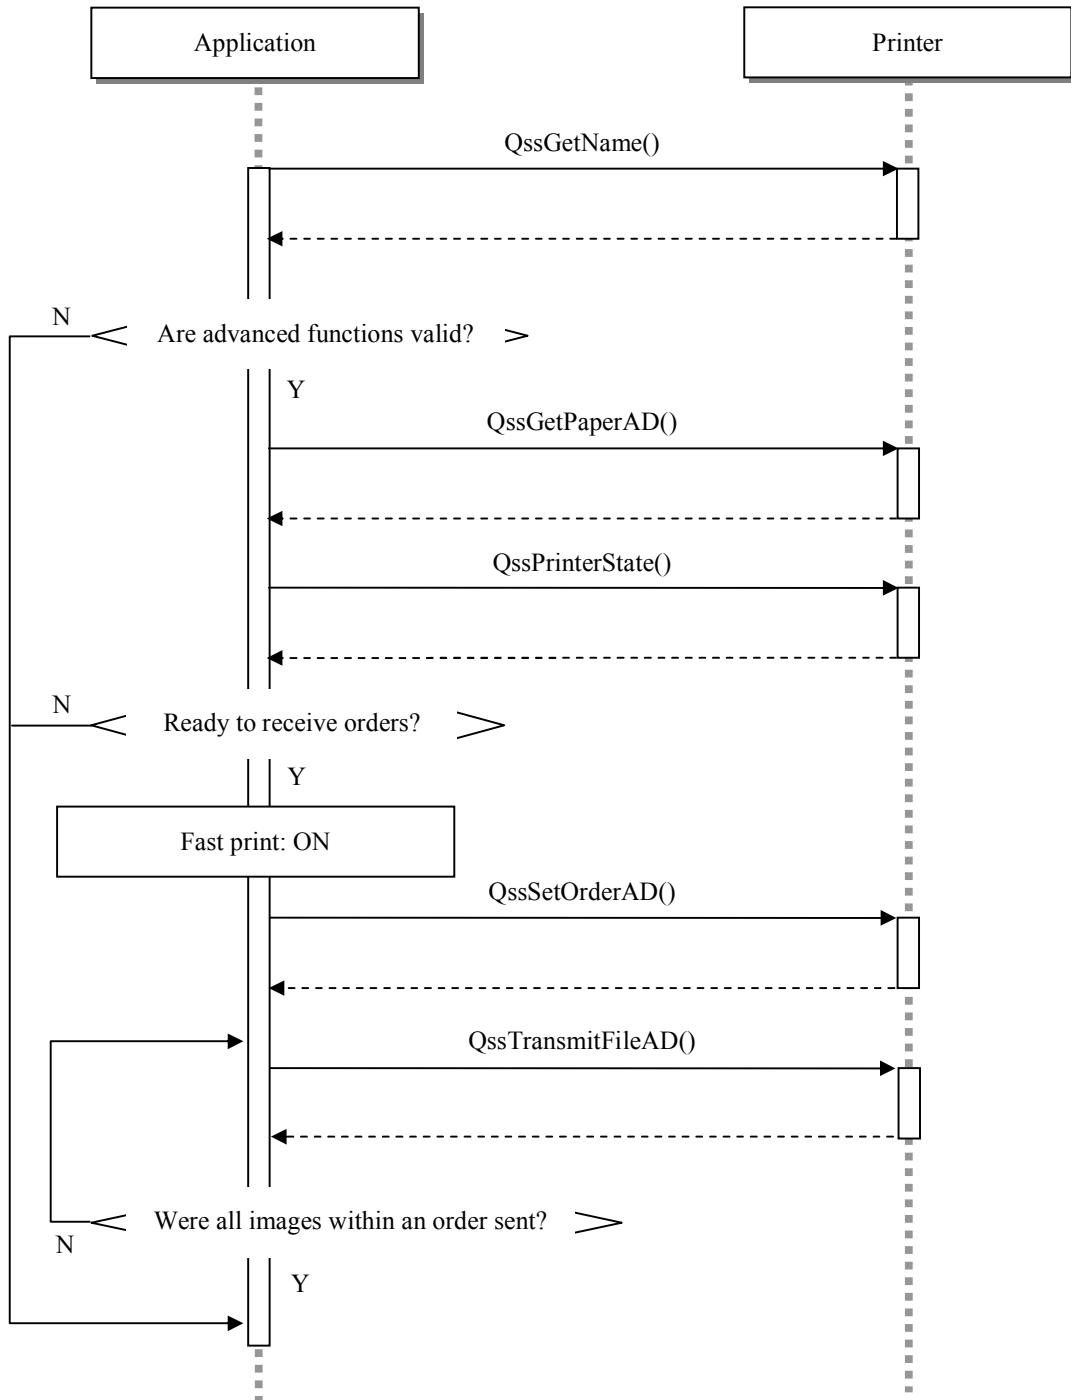 Application
Printer
QssGetName()
N
Are advanced functions valid?
Y
QssGetPaperAD()
QssPrinterState()
N
Ready to receive orders?
Y
Fast print: ON
QssSetOrderAD()
QssTransmitFileAD()
Were all images within an order sent?
N
Y